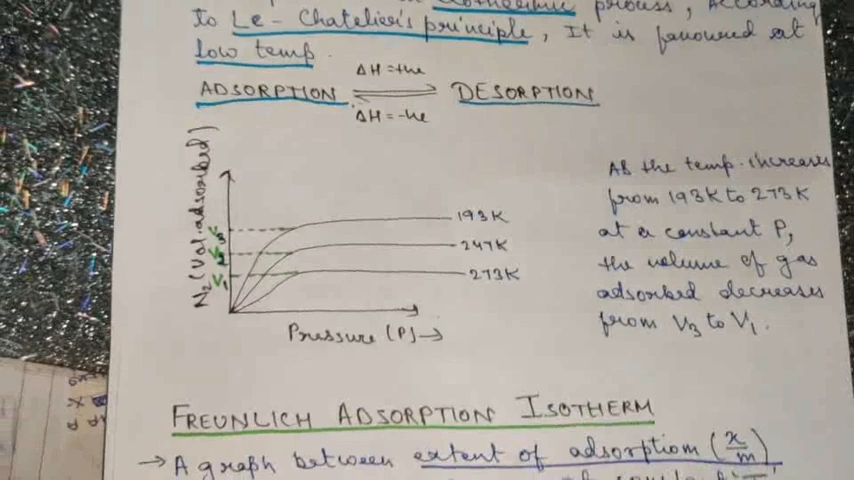 process, According
to Le-Chatelier's principle, It is favoured at
low temp.
ΔH=+ve
ADSORPTION ⇌ DESORPTION
ΔH=-ve
N₂(Vol. adsorbed)
V₃
V₂
V₁
193K
247K
273K
Pressure (P)→
As the temp. increases
from 193K to 273K
at a constant P,
the volume of gas
adsorbed decreases
from V₃ to V₁.
FREUNLICH ADSORPTION ISOTHERM
→ A graph between extent of adsorption (x/m)